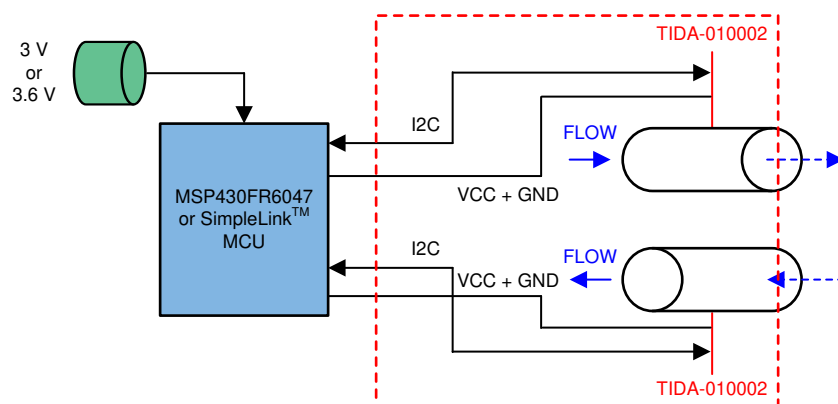 3 V
or
3.6 V
TIDA-010002
I2C
FLOW
VCC + GND
MSP430FR6047
or SimpleLink™
MCU
I2C
FLOW
VCC + GND
TIDA-010002